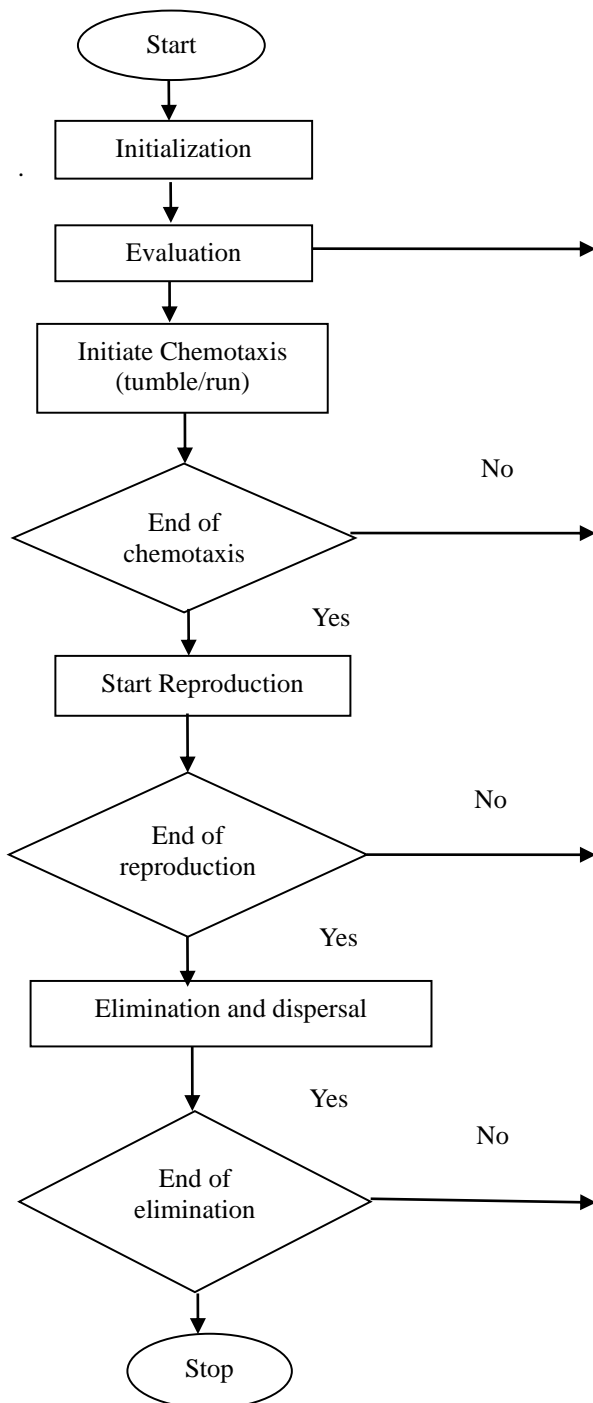 Start
Initialization
.
Evaluation
Initiate Chemotaxis
(tumble/run)
No
End of
chemotaxis
Yes
Start Reproduction
No
End of
reproduction
Yes
Elimination and dispersal
Yes
No
End of
elimination
Stop